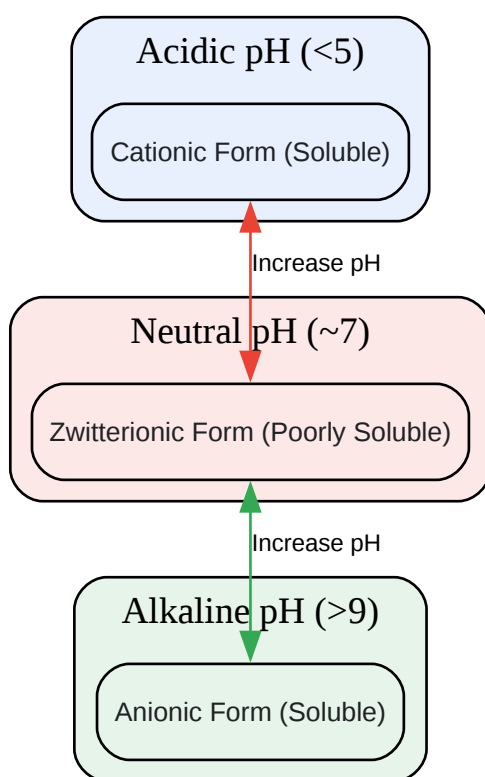 Acidic pH (<5)
Cationic Form (Soluble)
Increase pH
Neutral pH (~7)
Zwitterionic Form (Poorly Soluble)
Increase pH
Alkaline pH (>9)
Anionic Form (Soluble)